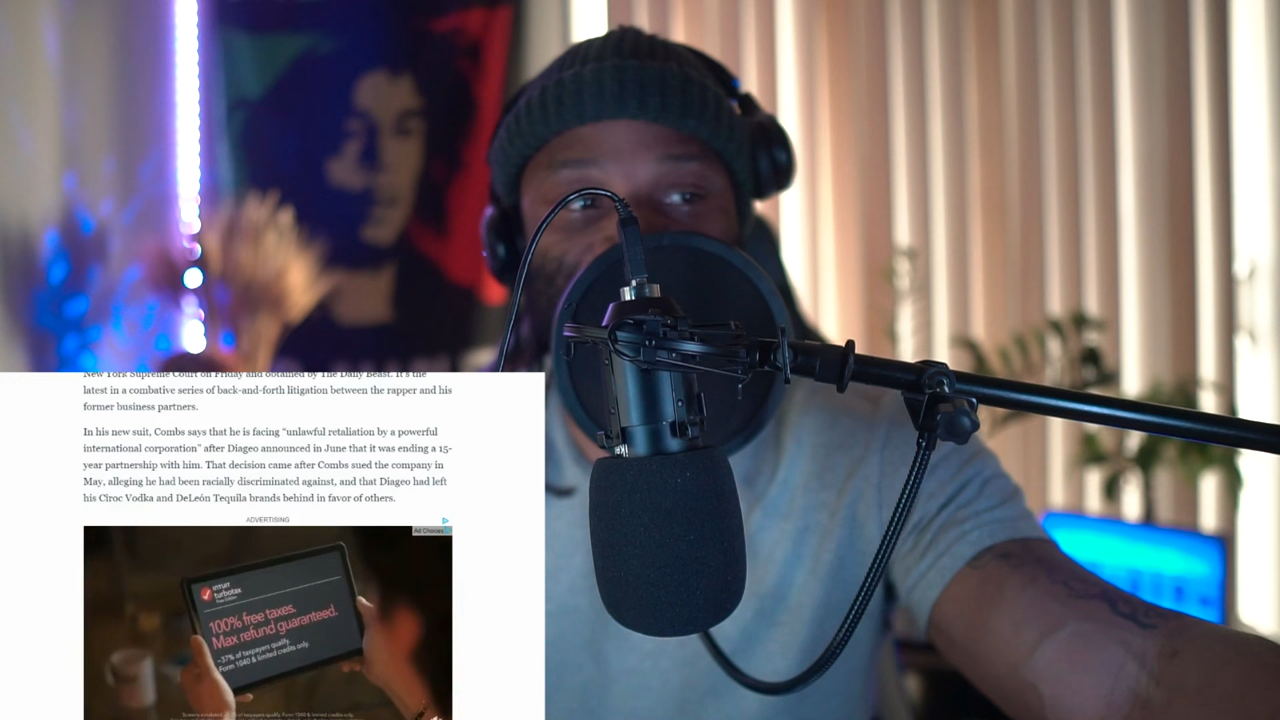 New York Supreme Court on Friday and obtained by The Daily Beast. It's the
latest in a combative series of back-and-forth litigation between the rapper and his
former business partners.
In his new suit, Combs says that he is facing “unlawful retaliation by a powerful
international corporation” after Diageo announced in June that it was ending a 15-
year partnership with him. That decision came after Combs sued the company in
May, alleging he had been racially discriminated against, and that Diageo had left
his Cîroc Vodka and DeLeón Tequila brands behind in favor of others.
ADVERTISING
Ad Choices
INTUIT
turbotax
Free Edition
100% free taxes.
Max refund guaranteed.
~37% of taxpayers qualify.
Form 1040 & limited credits only.